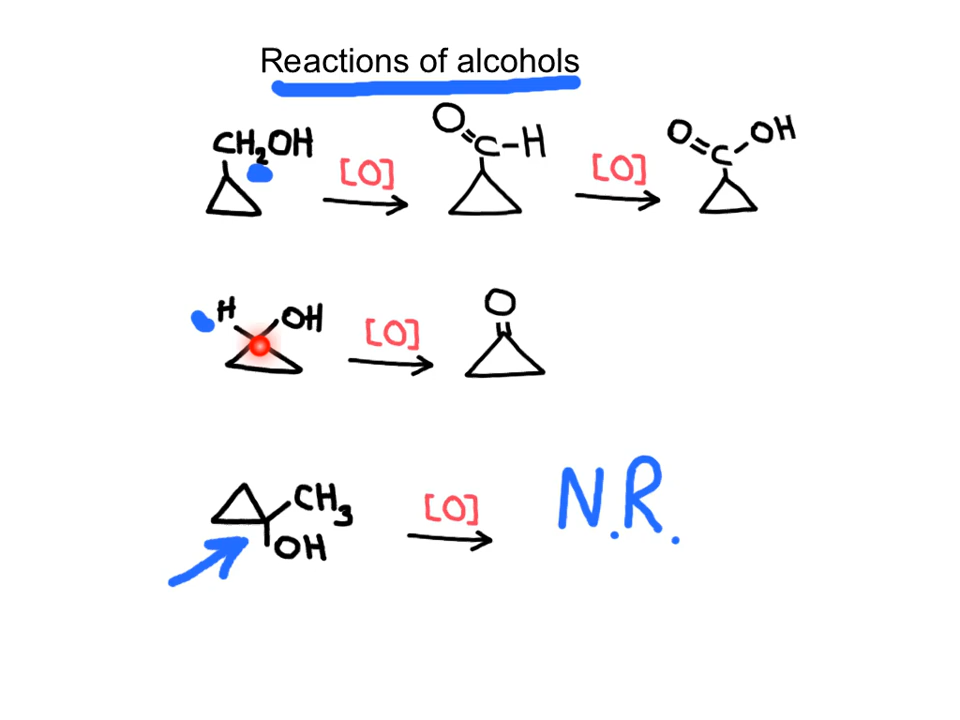 Reactions of alcohols
CH₂OH [O] O C-H [O] O C OH
H OH [O] O
CH₃ OH [O] N.R.